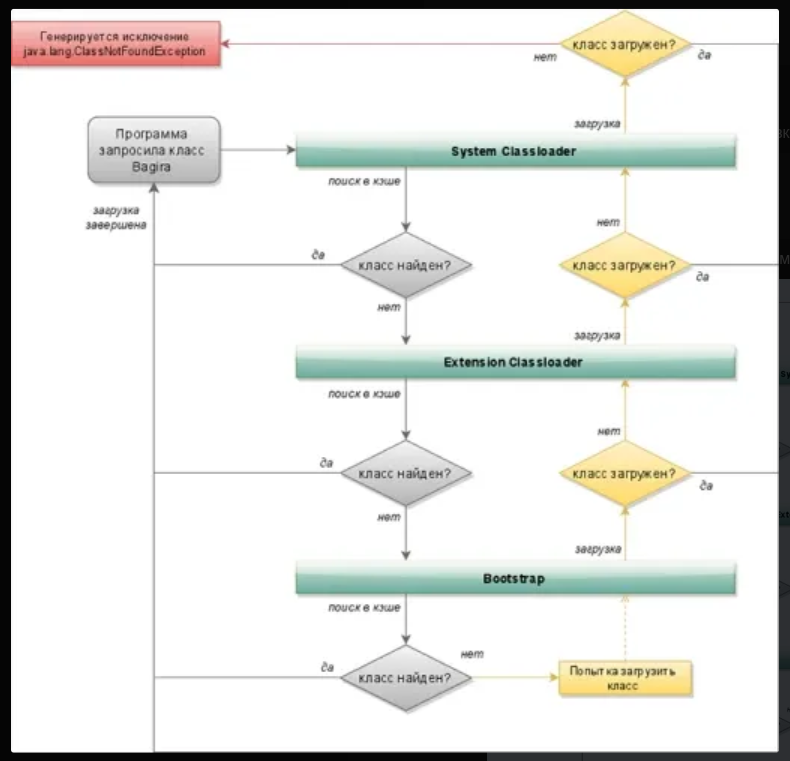 Генерируется исключение
java.lang.ClassNotFoundException
класс загружен?
нет
да
загрузка
Программа
запросила класс
Bagira
System Classloader
поиск в кэше
загрузка
завершена
нет
да
класс найден?
класс загружен?
да
нет
загрузка
Extension Classloader
поиск в кэше
нет
да
класс найден?
класс загружен?
да
нет
загрузка
Bootstrap
поиск в кэше
нет
да
класс найден?
Попытка загрузить
класс